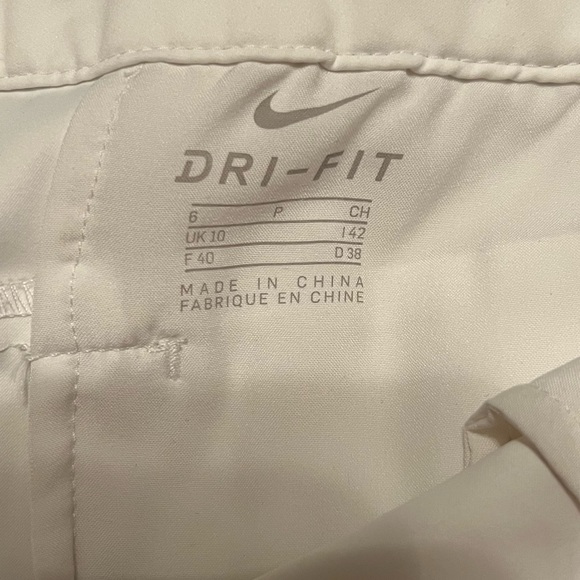 DRI-FIT
6 P CH
UK 10 I 42
F 40 D 38
MADE IN CHINA
FABRIQUE EN CHINE